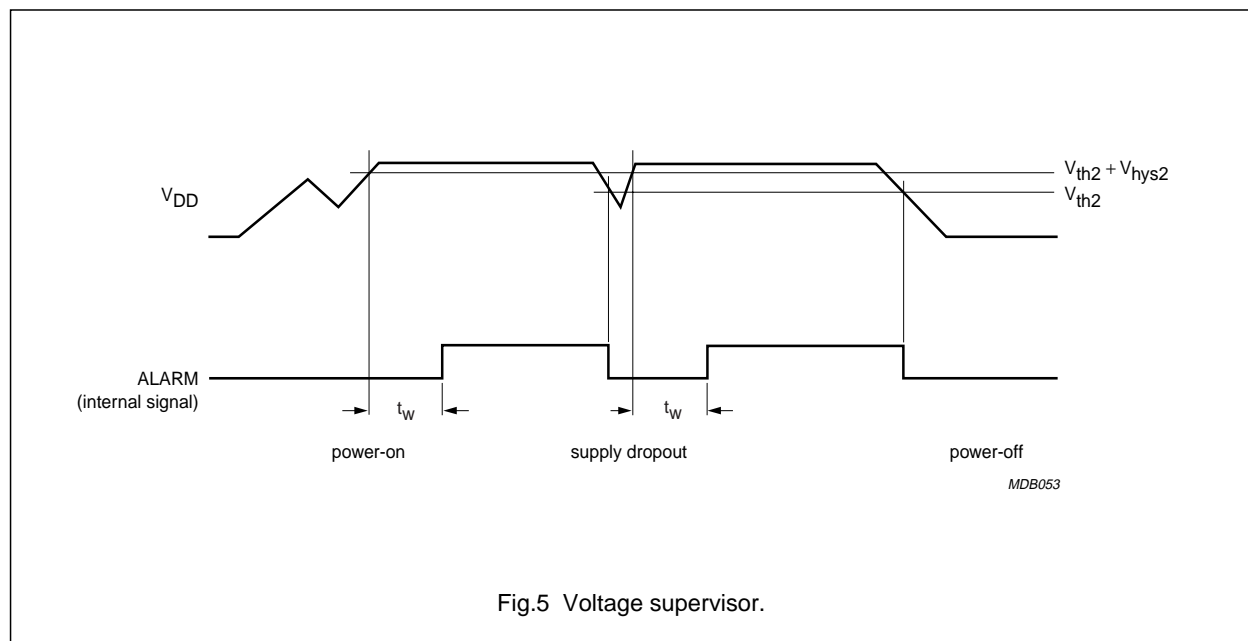 V_DD
V_th2 + V_hys2
V_th2
ALARM
(internal signal)
t_W
t_W
power-on
supply dropout
power-off
MDB053
Fig.5 Voltage supervisor.